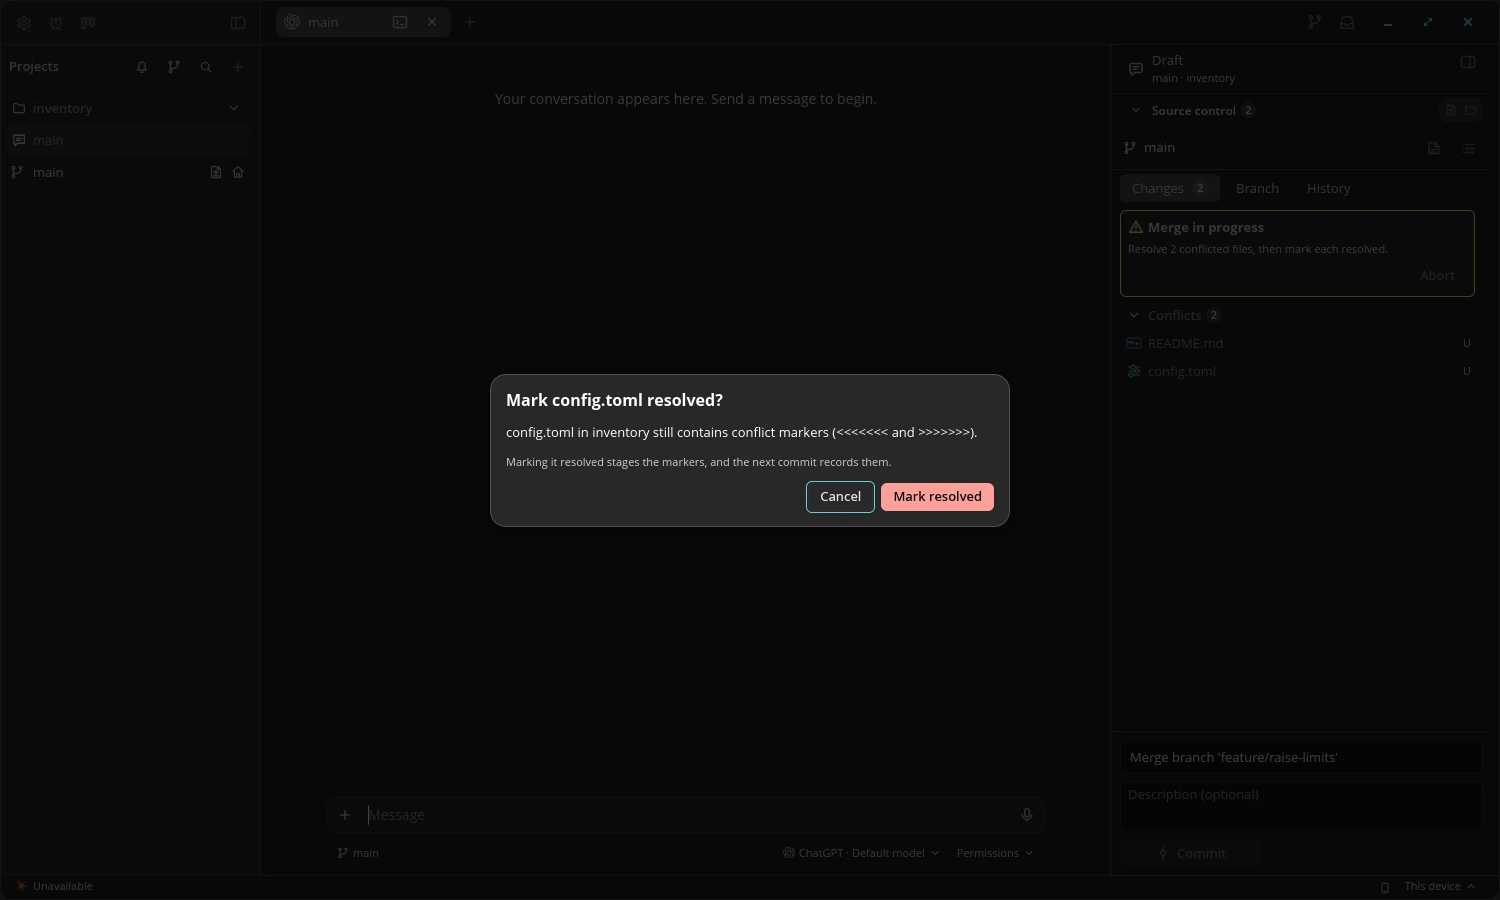 main
Projects
inventory
main
main
Your conversation appears here. Send a message to begin.
Draft
main · inventory
Source control 2
main
Changes 2
Branch
History
Merge in progress
Resolve 2 conflicted files, then mark each resolved.
Abort
Conflicts 2
README.md U
config.toml U
Mark config.toml resolved?
config.toml in inventory still contains conflict markers (<<<<<<< and >>>>>>>).
Marking it resolved stages the markers, and the next commit records them.
Cancel
Mark resolved
Merge branch 'feature/raise-limits'
Description (optional)
Commit
Message
main
ChatGPT · Default model
Permissions
Unavailable
This device